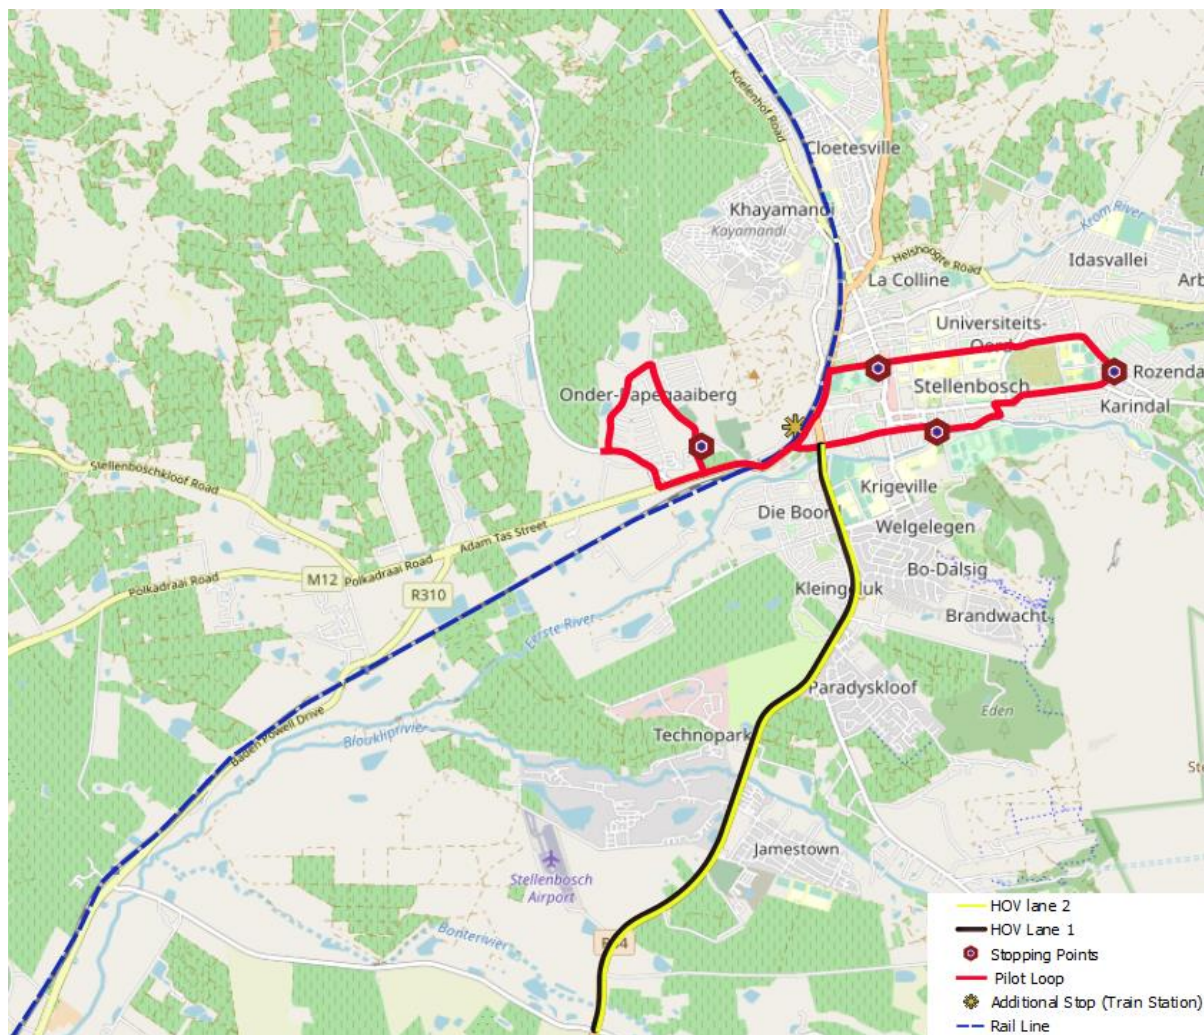 Koelenhof Road
Cloetesville
Khayamandi
Kayamandi
Krom River
Helshoogre Road
Idasvallei
La Colline
Arb
Universiteits-
Oord
Onder-Papegaaiberg
Stellenbosch
Rozenda
Karindal
Stellenboschkloof Road
Krigeville
Die Boord
Welgelegen
Adam Tas Street
Bo-Dalsig
Polkadraai Road
M12
Polkadraai Road
R310
Kleingeluk
Brandwacht
Eerste River
Paradyskloof
Eden
Baden Powell Drive
Blouklipriver
Technopark
Ste
Jamestown
Stellenbosch
Airport
Bonterivier
R44
HOV lane 2
HOV Lane 1
Stopping Points
Pilot Loop
Additional Stop (Train Station)
Rail Line